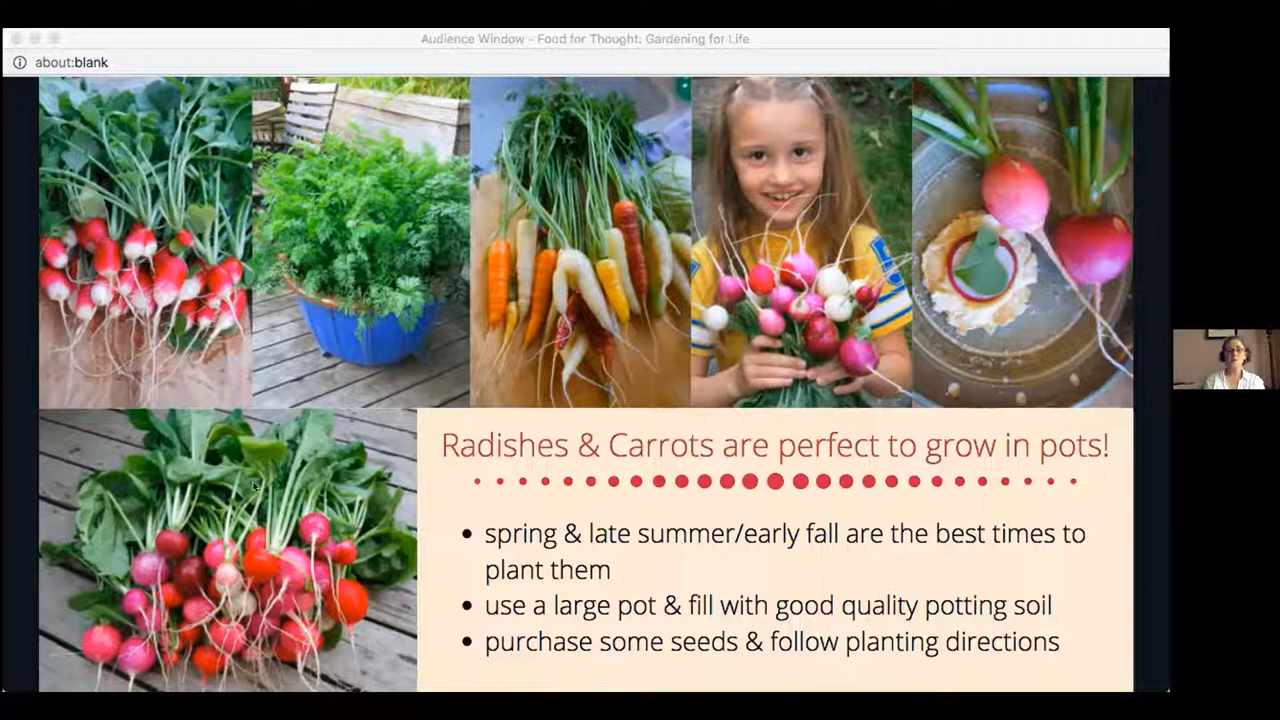 Audience Window - Food for Thought: Gardening for Life
about:blank
Radishes & Carrots are perfect to grow in pots!
• spring & late summer/early fall are the best times to
plant them
• use a large pot & fill with good quality potting soil
• purchase some seeds & follow planting directions